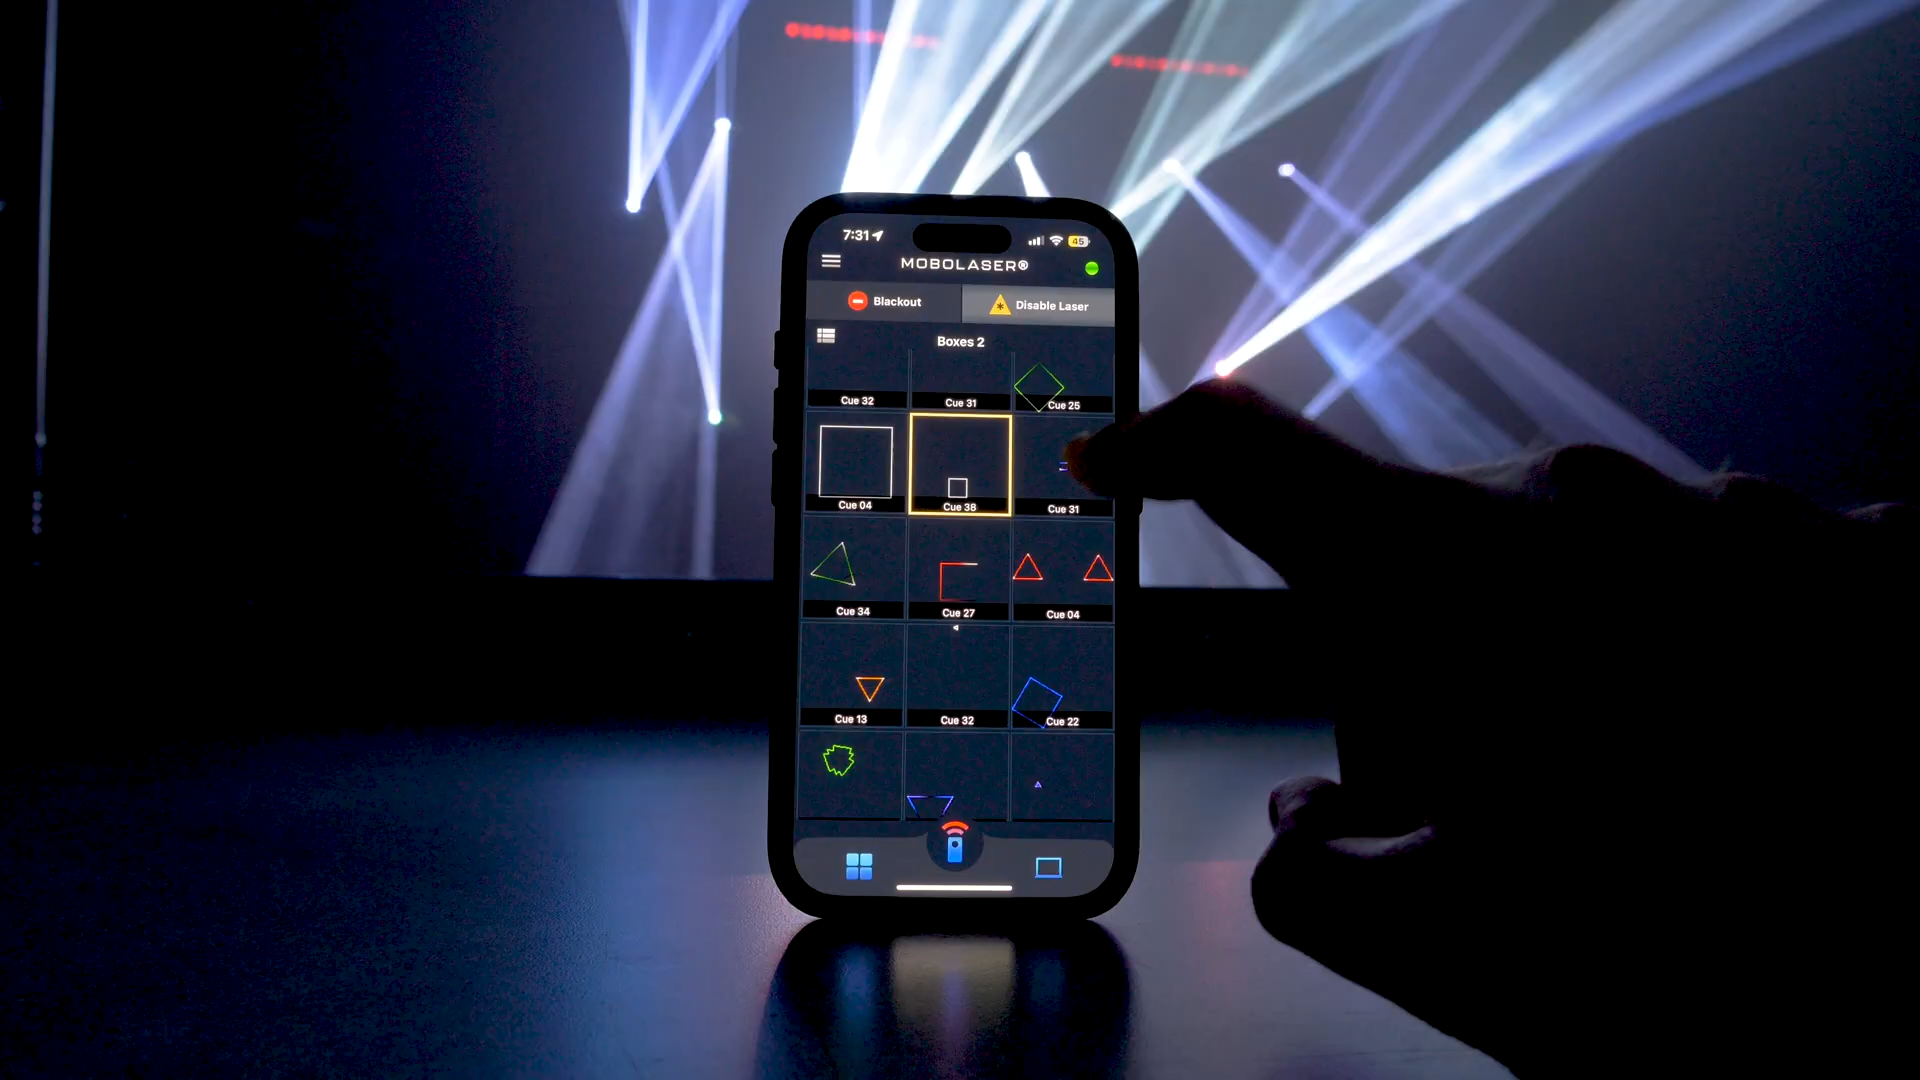 7:31
45
MOBOLASER®
Blackout
Disable Laser
Boxes 2
Cue 32
Cue 31
Cue 25
Cue 04
Cue 38
Cue 31
Cue 34
Cue 27
Cue 04
Cue 13
Cue 32
Cue 22